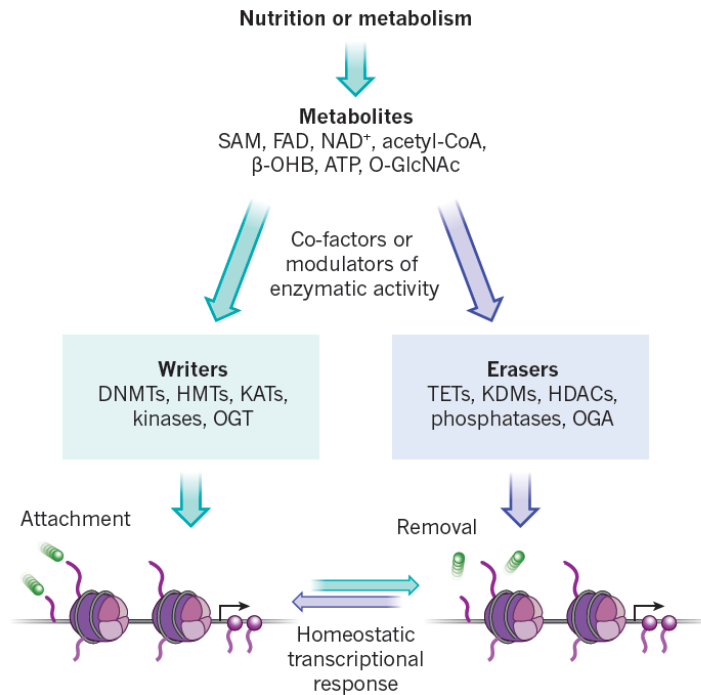 Nutrition or metabolism
Metabolites
SAM, FAD, NAD⁺, acetyl-CoA,
β-OHB, ATP, O-GlcNAc
Co-factors or
modulators of
enzymatic activity
Writers
DNMTs, HMTs, KATs,
kinases, OGT
Erasers
TETs, KDMs, HDACs,
phosphatases, OGA
Attachment
Removal
Homeostatic
transcriptional
response